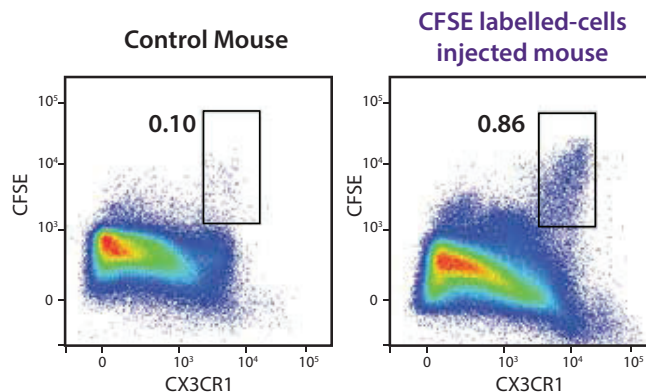 Control Mouse
CFSE labelled-cells
injected mouse
10⁵
10⁴
10³
0
CFSE
0.10
0
10³
10⁴
10⁵
CX3CR1
10⁵
10⁴
10³
0
CFSE
0.86
0
10³
10⁴
10⁵
CX3CR1